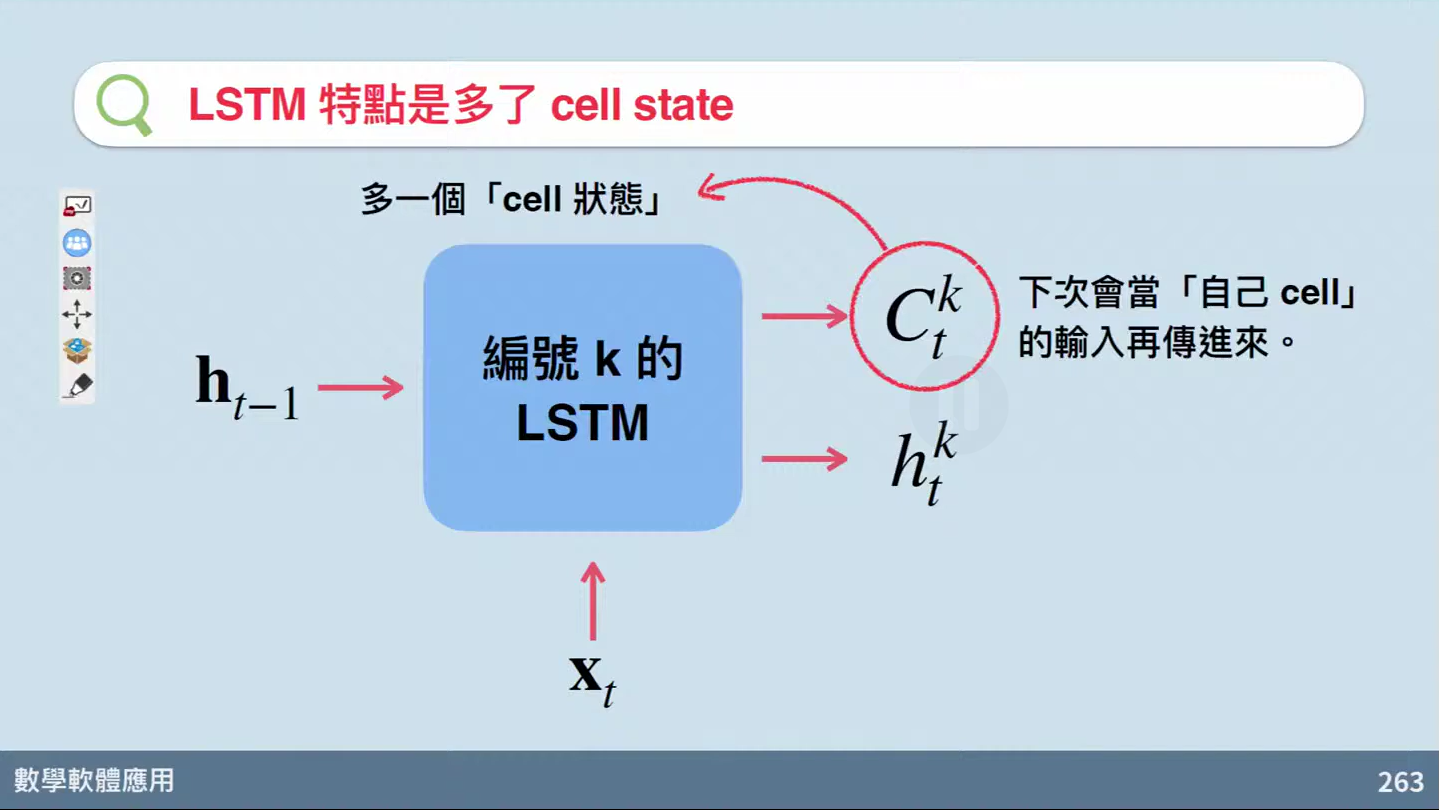 LSTM 特點是多了 cell state
多一個「cell 狀態」
編號 k 的
LSTM
h_{t-1}
C_t^k
下次會當「自己 cell」
的輸入再傳進來。
h_t^k
x_t
數學軟體應用
263